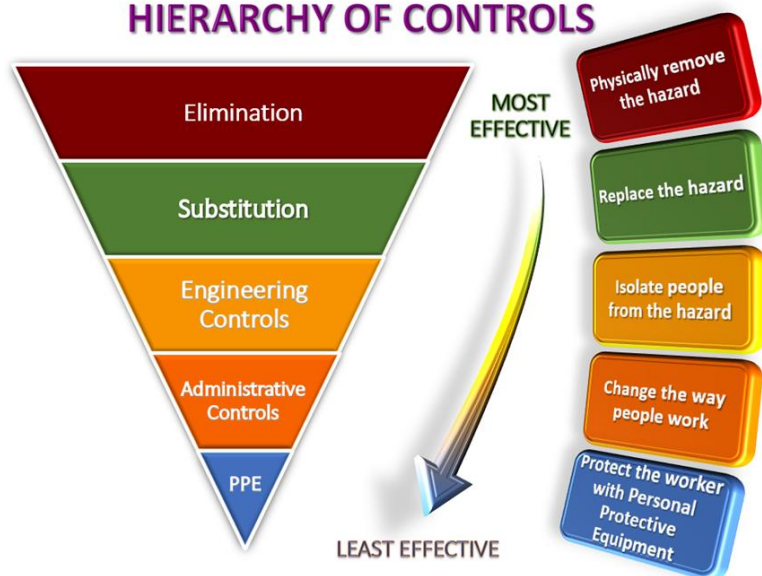 HIERARCHY OF CONTROLS
Elimination
Substitution
Engineering
Controls
Administrative
Controls
PPE
MOST
EFFECTIVE
LEAST EFFECTIVE
Physically remove
the hazard
Replace the hazard
Isolate people
from the hazard
Change the way
people work
Protect the worker
with Personal
Protective
Equipment